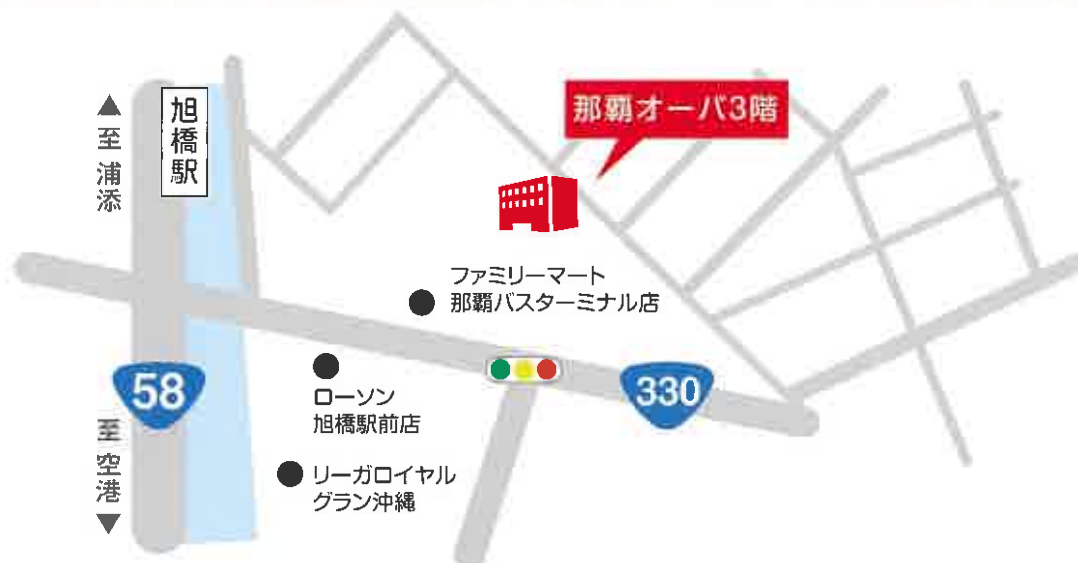 旭橋駅
▲至 浦添
那覇オーパ3階
ファミリーマート
那覇バスターミナル店
58
330
ローソン
旭橋駅前店
至 空港▼
リーガロイヤル
グラン沖縄